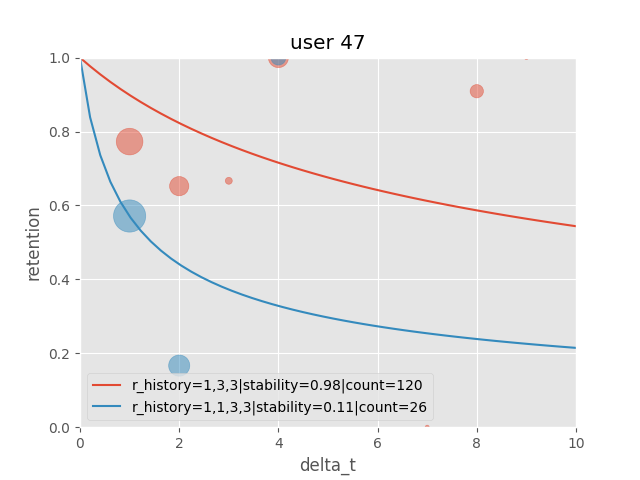 user 47
1.0
0.8
0.6
0.4
0.2
0.0
retention
r_history=1,3,3|stability=0.98|count=120
r_history=1,1,3,3|stability=0.11|count=26
0 2 4 6 8 10
delta_t